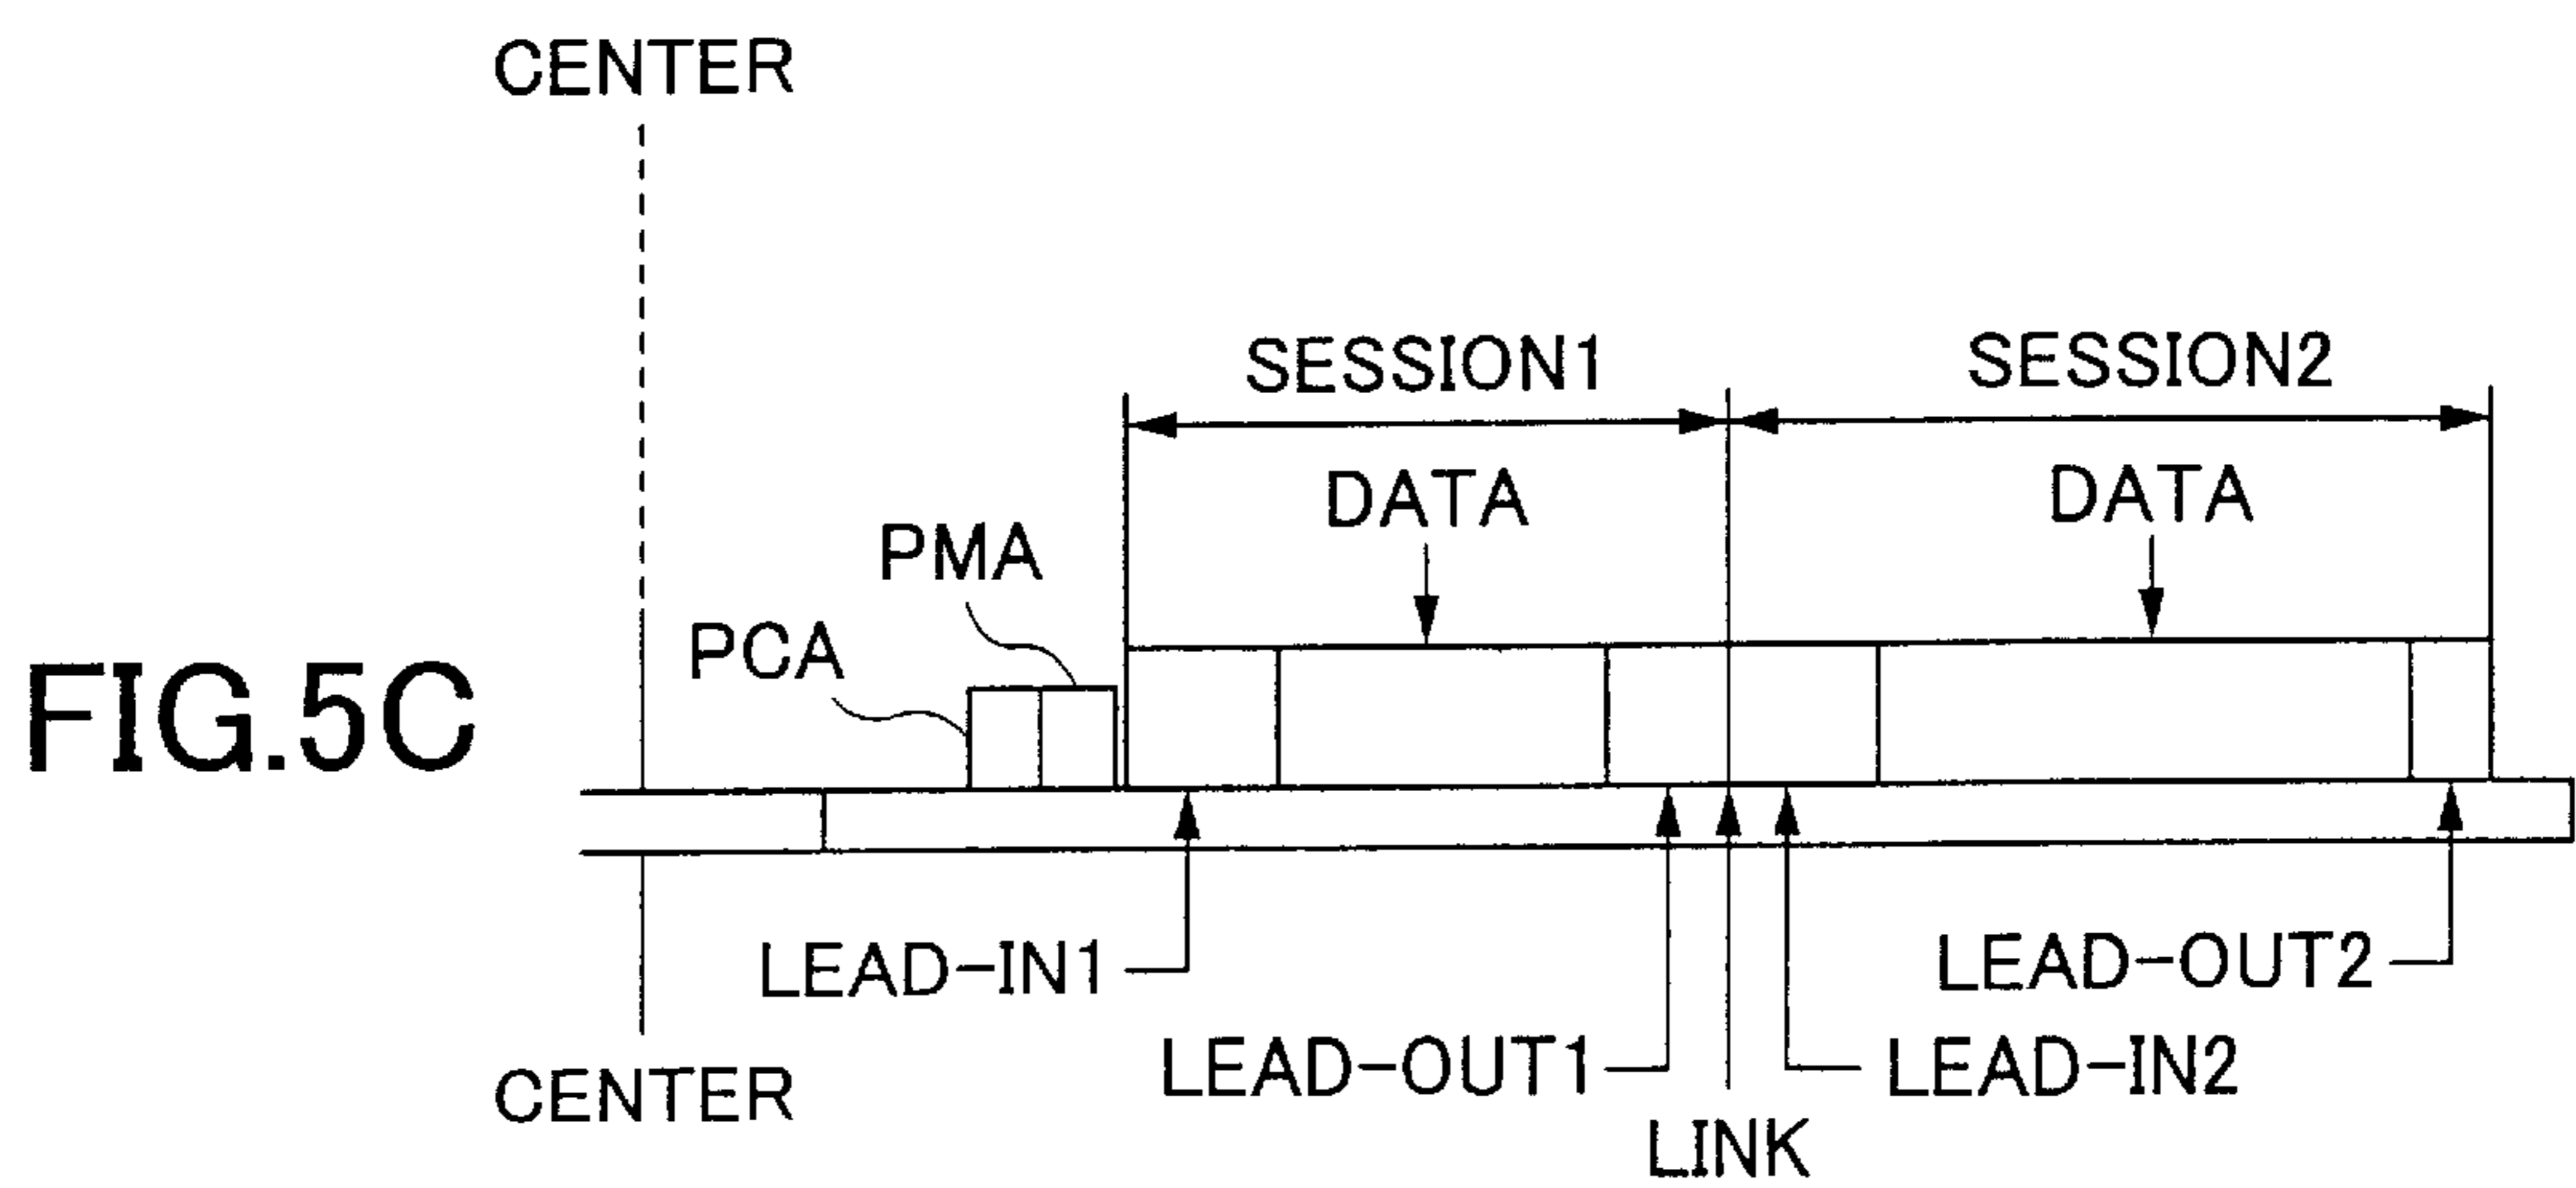 CENTER
SESSION1
SESSION2
DATA
DATA
PMA
PCA
FIG.5C
LEAD-IN1
LEAD-OUT2
LEAD-OUT1
LEAD-IN2
CENTER
LINK